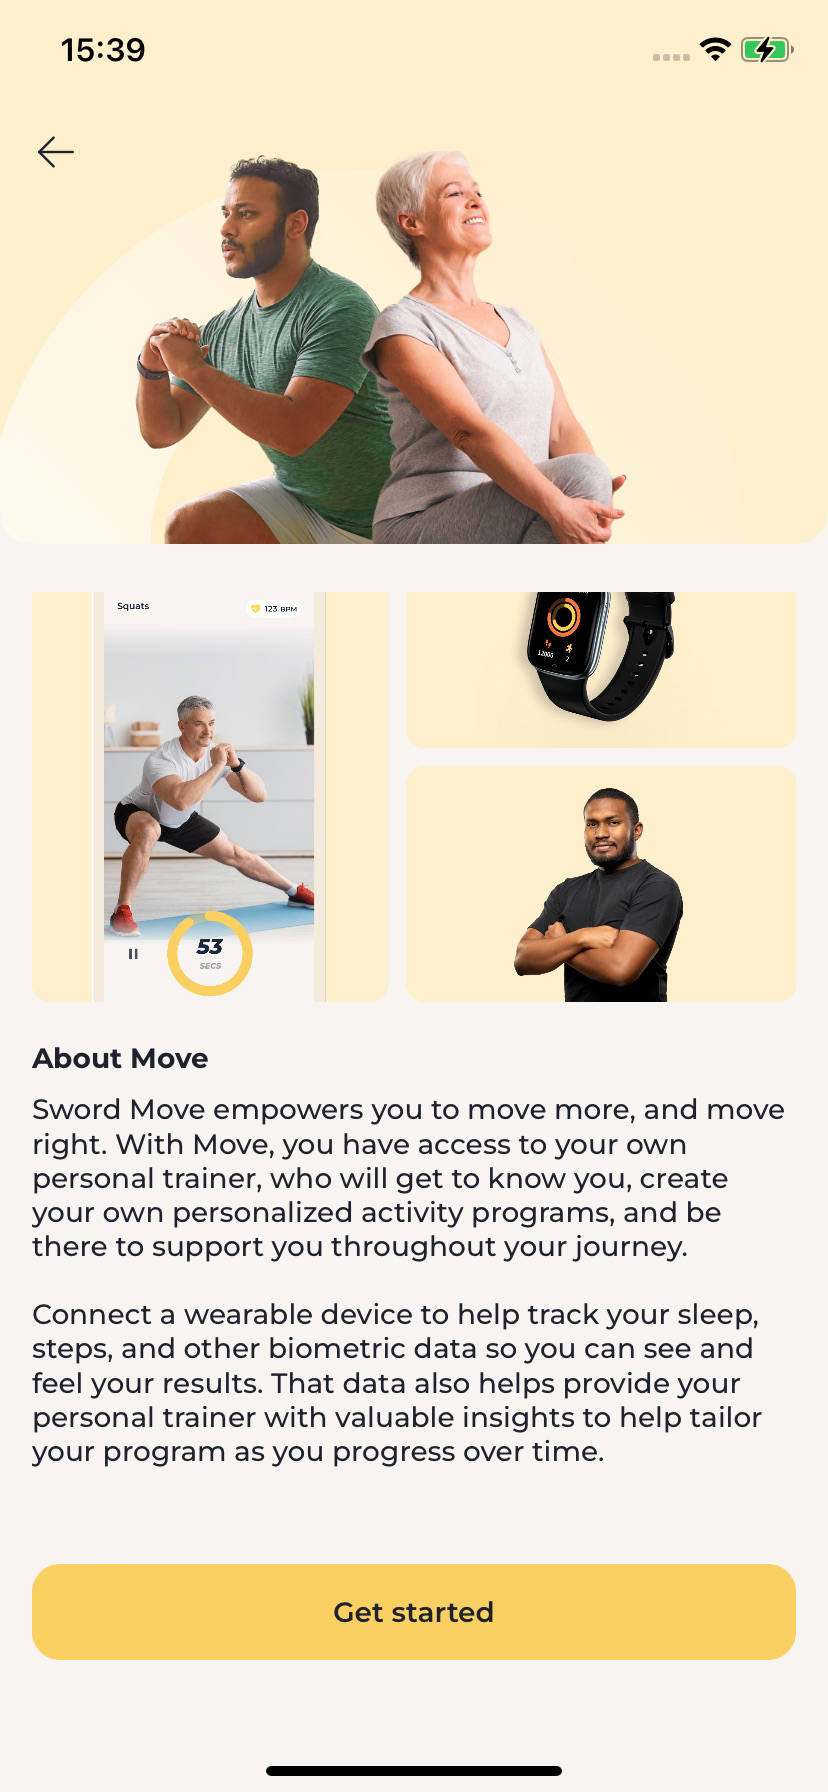 15:39
Squats
123 BPM
12000
2
53
SECS
About Move
Sword Move empowers you to move more, and move
right. With Move, you have access to your own
personal trainer, who will get to know you, create
your own personalized activity programs, and be
there to support you throughout your journey.
Connect a wearable device to help track your sleep,
steps, and other biometric data so you can see and
feel your results. That data also helps provide your
personal trainer with valuable insights to help tailor
your program as you progress over time.
Get started